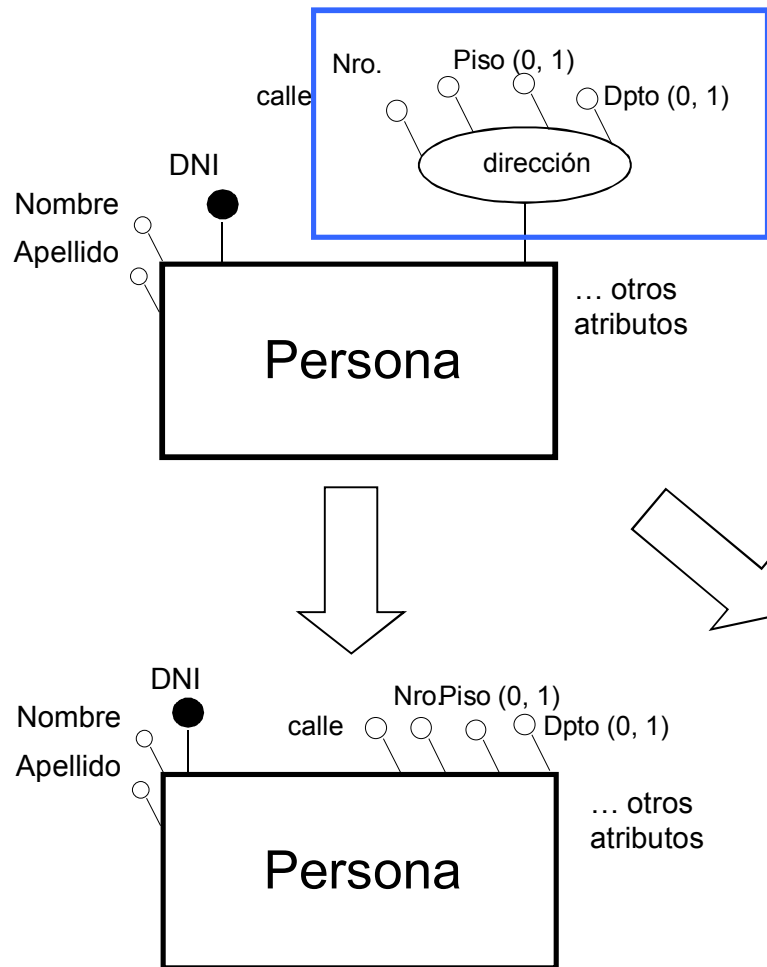 Nro.
Piso (0, 1)
calle
Dpto (0, 1)
dirección
DNI
Nombre
Apellido
… otros
atributos
Persona
DNI
Nro.Piso (0, 1)
Nombre
calle
Dpto (0, 1)
Apellido
… otros
atributos
Persona